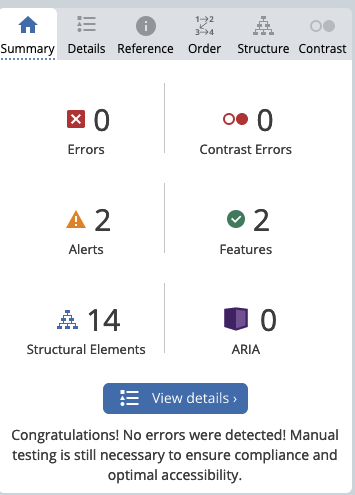 Summary Details Reference Order Structure Contrast
0 0
Errors Contrast Errors
2 2
Alerts Features
14 0
Structural Elements ARIA
View details ›
Congratulations! No errors were detected! Manual
testing is still necessary to ensure compliance and
optimal accessibility.